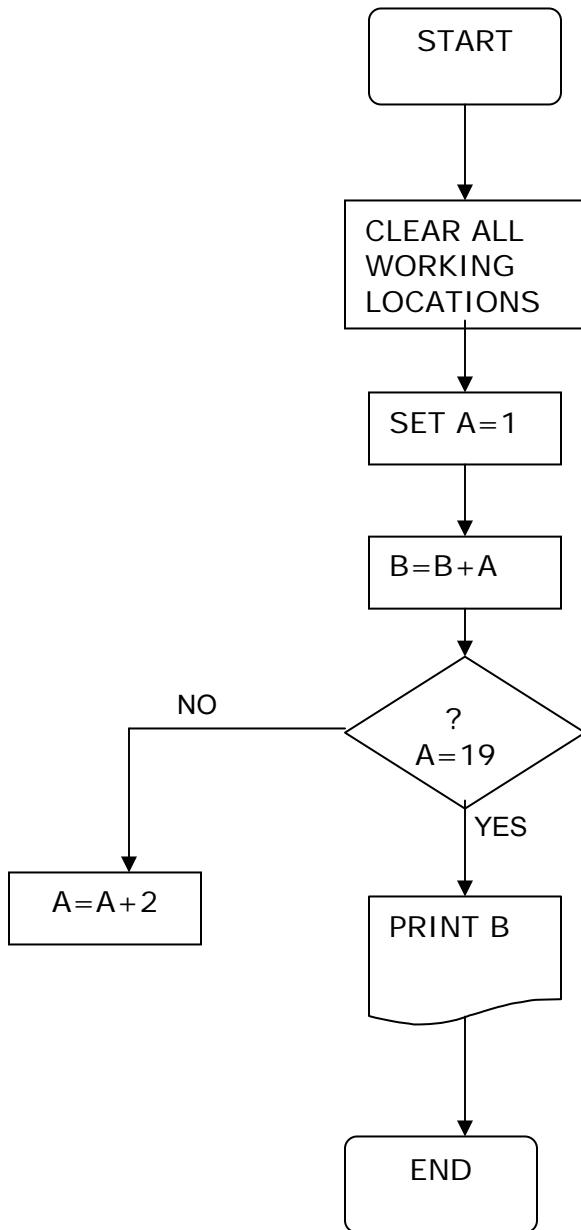 START
CLEAR ALL
WORKING
LOCATIONS
SET A=1
B=B+A
?
A=19
NO
YES
A=A+2
PRINT B
END